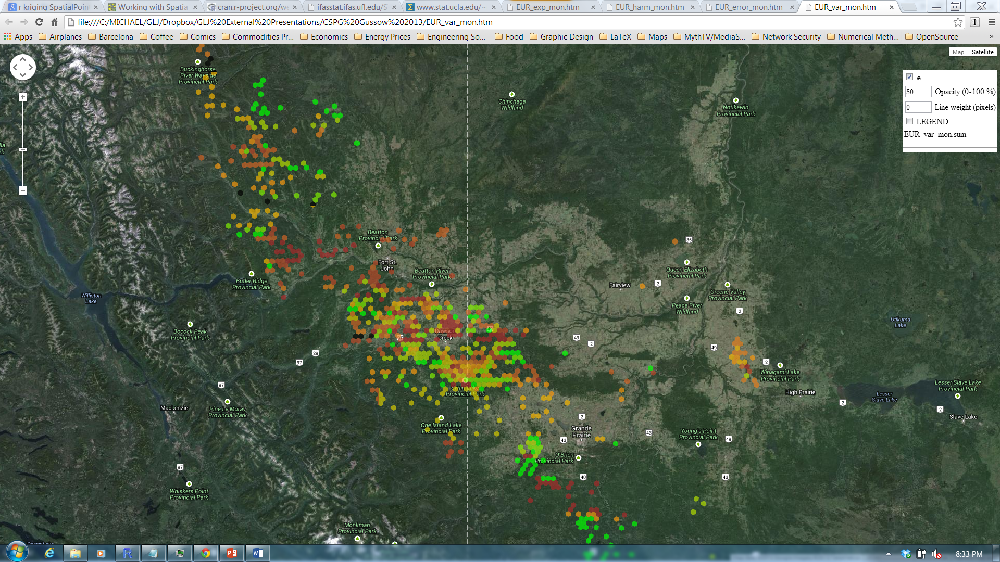 r kriging SpatialPoin
Working with Spatia
cran.r-project.org/we
ifasstat.ifas.ufl.edu/S
www.stat.ucla.edu/~
EUR_exp_mon.htm
EUR_harm_mon.htm
EUR_error_mon.htm
EUR_var_mon.htm
file:///C:/MICHAEL/GLJ/Dropbox/GLJ%20External%20Presentations/CSPG%20Gussow%202013/EUR_var_mon.htm
Apps
Airplanes
Barcelona
Coffee
Comics
Commodities Pr...
Economics
Energy Prices
Engineering So...
Food
Graphic Design
LaTeX
Maps
MythTV/MediaS...
Network Security
Numerical Meth...
OpenSource
»
Map
Satellite
e
50 Opacity (0-100 %)
0 Line weight (pixels)
LEGEND
EUR_var_mon.sum
Buckinghorse
River Wayside
Provincial Park
Chinchaga
Wildland
Notikewin
Provincial Park
Beatton
Provincial Park
Fort St.
John
Beatton River
Provincial Park
Butler Ridge
Provincial Park
Williston
Lake
35
Queen Elizabeth
Provincial Park
Fairview
2
Greene Valley
Provincial Park
Peace River
Wildland
2
Utikuma
Lake
Bocock Peak
Provincial Park
Dawson
Creek
49
49
2
49
29
97
97
2
Winagami Lake
Provincial Park
High Prairie
Lesser
Slave Lake
2
Lesser Slave Lake
Provincial Park
2
Slave Lake
Swan Lake
Provincial Park
97
Mackenzie
Pine Le Moray
Provincial Park
One Island Lake
Provincial Park
2
Grande
Prairie
43
43
Young's Point
Provincial Park
49
O'Brien
Provincial Park
40
43
97
Whiskers Point
Provincial Park
Monkman
Provincial Park
Stuart Lake
8:33 PM